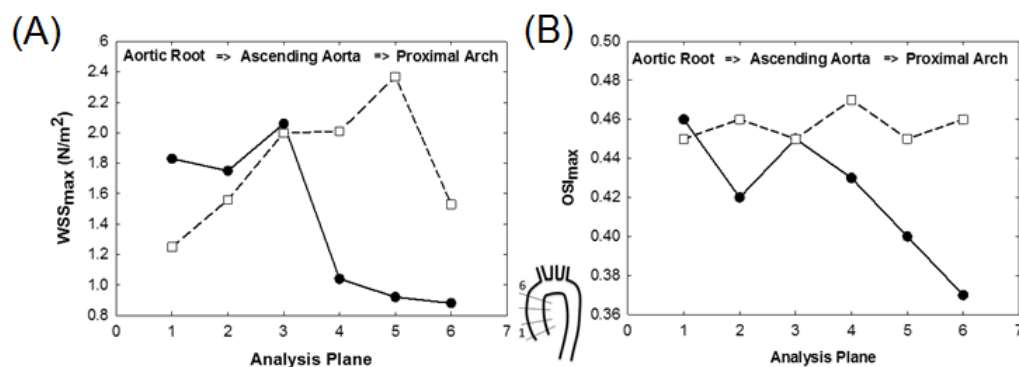 (A)
Aortic Root => Ascending Aorta => Proximal Arch
WSSmax (N/m²)
6
2.4
2.2
2.0
1.8
1.6
1.4
1.2
1.0
0.8
0 1 2 3 4 5 6 7
Analysis Plane
6
1
(B)
Aortic Root => Ascending Aorta => Proximal Arch
OSImax
0.50
0.48
0.46
0.44
0.42
0.40
0.38
0.36
0 1 2 3 4 5 6 7
Analysis Plane